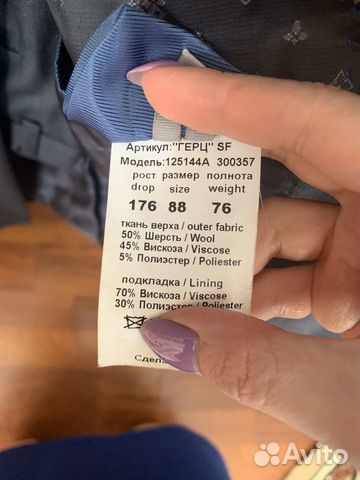 Артикул:"ГЕРЦ" SF
Модель:125144А 300357
рост размер полнота
drop size weight
176 88 76
ткань верха / outer fabric
50% Шерсть / Wool
45% Вискоза / Viscose
5% Полиэстер / Poliester
подкладка / Lining
70% Вискоза / Viscose
30% Полиэстер / Poliester
Сдела
Avito